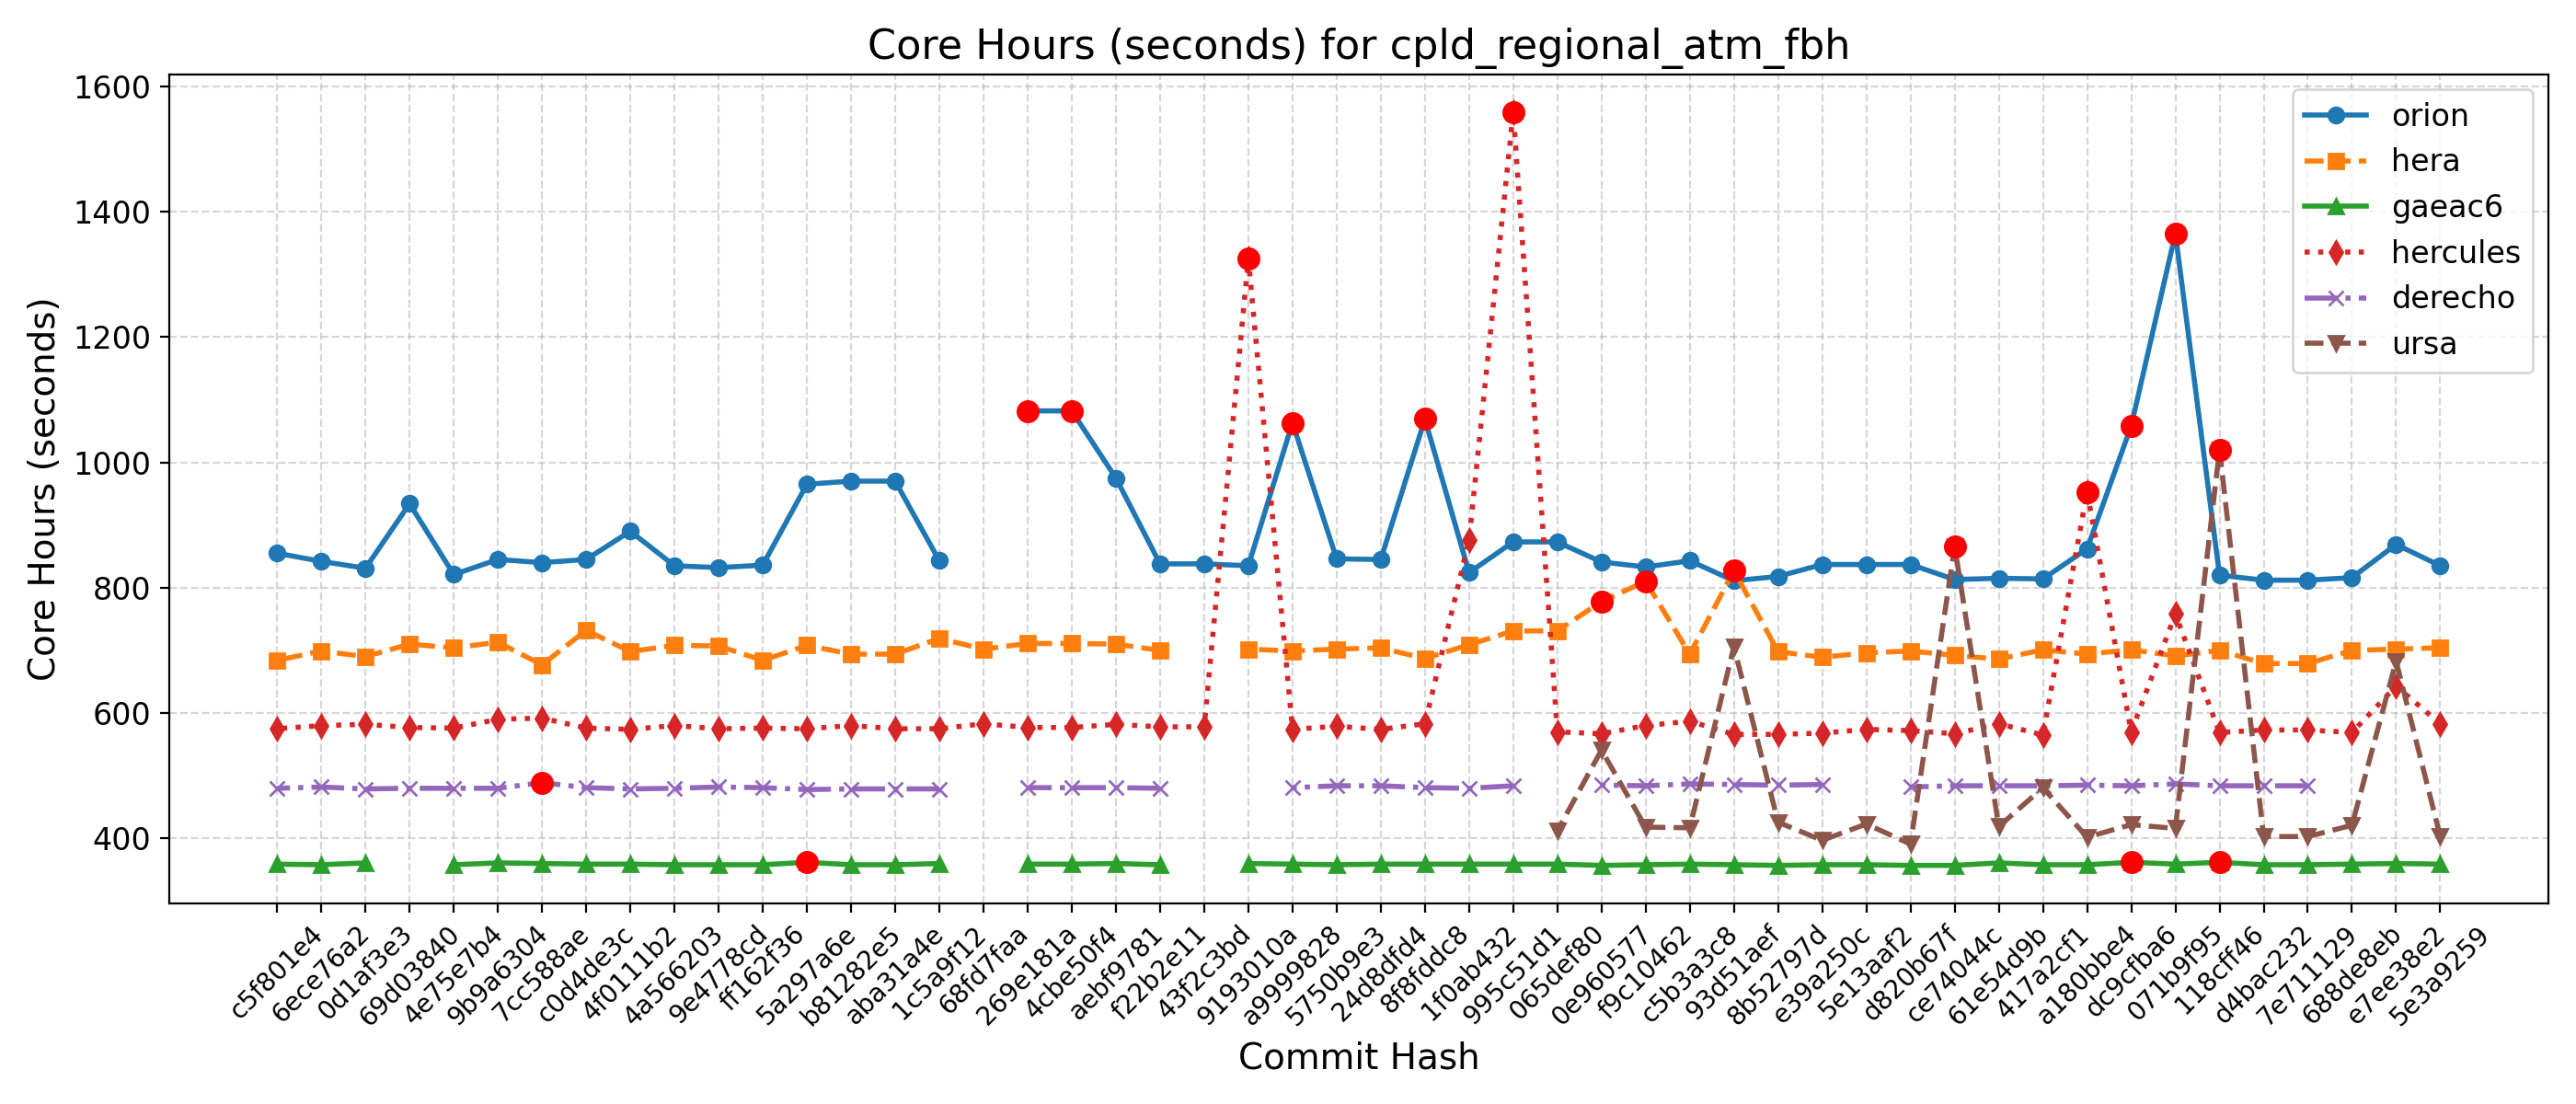 Core Hours (seconds) for cpld_regional_atm_fbh
1600
1400
1200
1000
800
600
400
Core Hours (seconds)
orion
hera
gaeac6
hercules
derecho
ursa
c5f801e4
6ece76a2
0d1af3e3
69d03840
4e75e7b4
9b9a6304
7cc588ae
c0d4de3c
4f0111b2
4a566203
9e4778cd
ff162f36
5a297a6e
b81282e5
aba31a4e
1c5a9f12
68fd7faa
269e181a
4cbe50f4
aebf9781
f22b2e11
43f2c3bd
9193010a
a9999828
5750b9e3
24d8dfd4
8f8fddc8
1f0ab432
995c51d1
065def80
0e960577
f9c10462
c5b3a3c8
93d51aef
8b52797d
e39a250c
5e13aaf2
d820b67f
ce74044c
61e54d9b
417a2cf1
a180bbe4
dc9cfba6
071b9f95
118cff46
d4bac232
7e711129
688de8eb
e7ee38e2
5e3a9259
Commit Hash